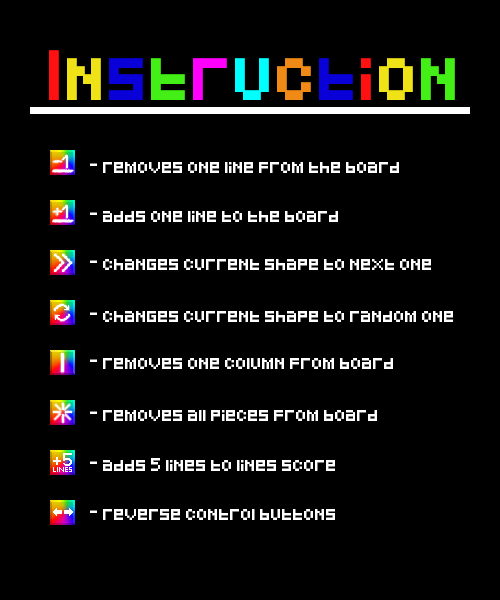 Instruction
-1 - removes one line from the board
+1 - adds one line to the board
- changes current shape to next one
- changes current shape to random one
- removes one column from board
- removes all pieces from board
+5 LINES - adds 5 lines to lines score
- reverse control buttons